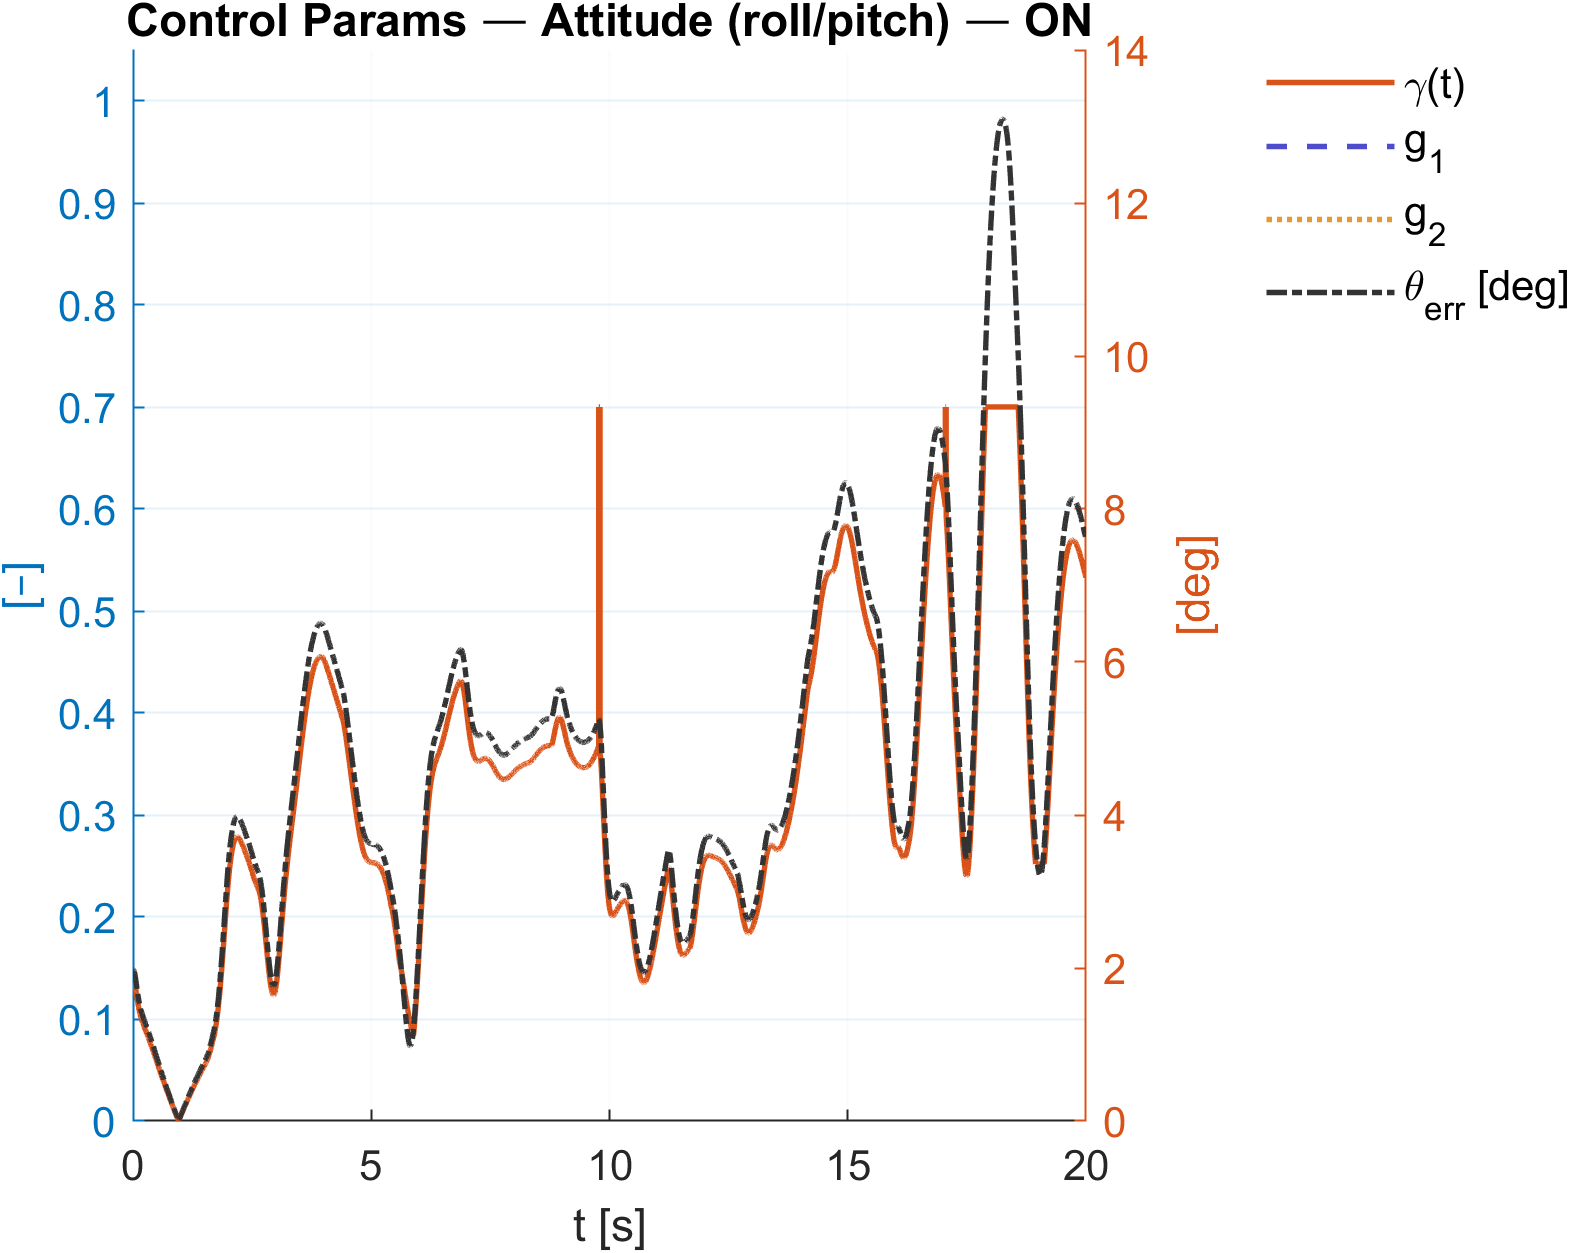 Control Params — Attitude (roll/pitch) — ON
1
0.9
0.8
0.7
0.6
0.5
0.4
0.3
0.2
0.1
0
[−]
14
12
10
8
6
4
2
0
[deg]
0 5 10 15 20
t [s]
γ(t)
g1
g2
θerr [deg]